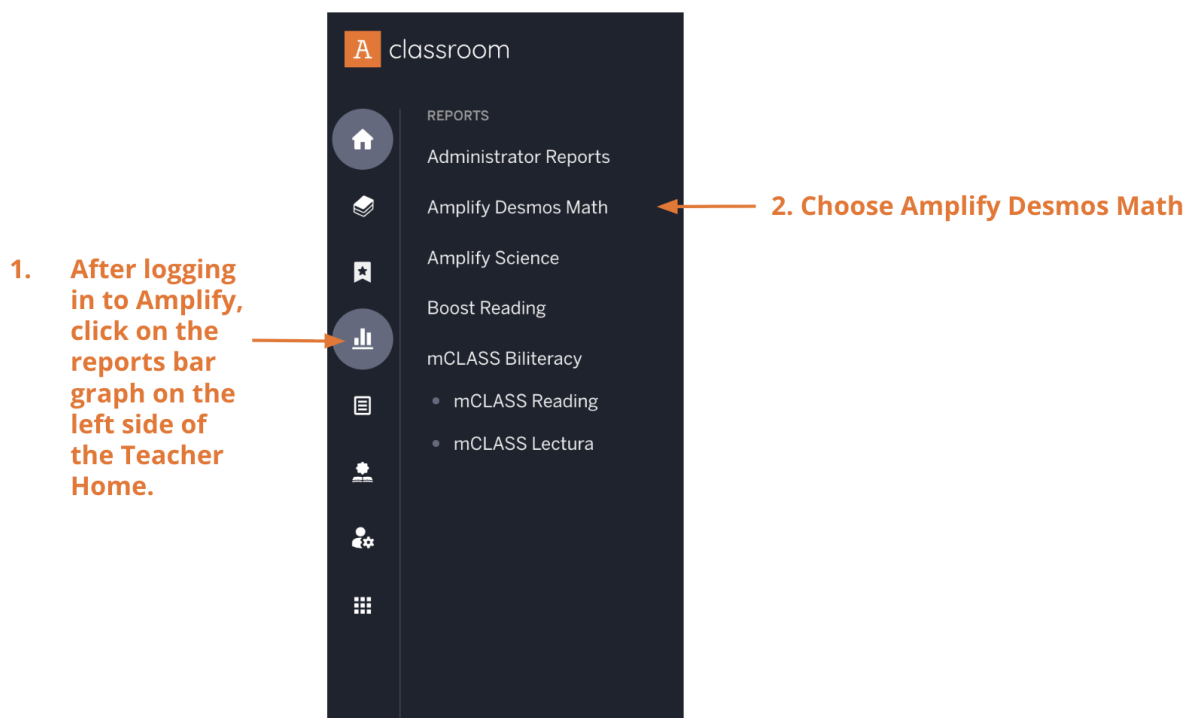 A classroom
REPORTS
Administrator Reports
Amplify Desmos Math
2. Choose Amplify Desmos Math
Amplify Science
1. After logging
in to Amplify,
click on the
reports bar
graph on the
left side of
the Teacher
Home.
Boost Reading
mCLASS Biliteracy
• mCLASS Reading
• mCLASS Lectura